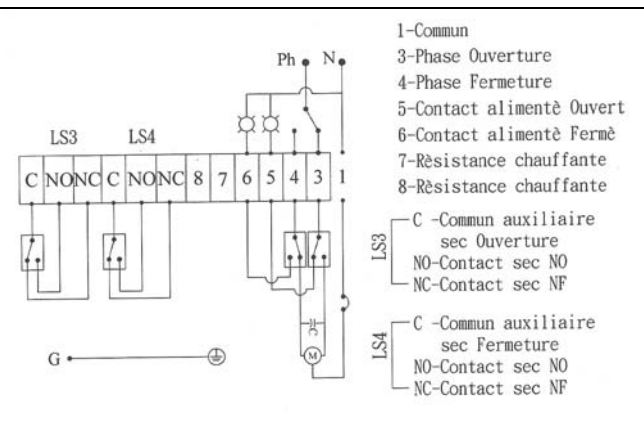 Ph N
LS3 LS4
C NO NC C NO NC 8 7 6 5 4 3 1
C
M
G
1-Commun
3-Phase Ouverture
4-Phase Fermeture
5-Contact alimentè Ouvert
6-Contact alimentè Fermè
7-Rèsistance chauffante
8-Rèsistance chauffante
LS3
C -Commun auxiliaire
sec Ouverture
NO-Contact sec NO
NC-Contact sec NF
LS4
C -Commun auxiliaire
sec Fermeture
NO-Contact sec NO
NC-Contact sec NF